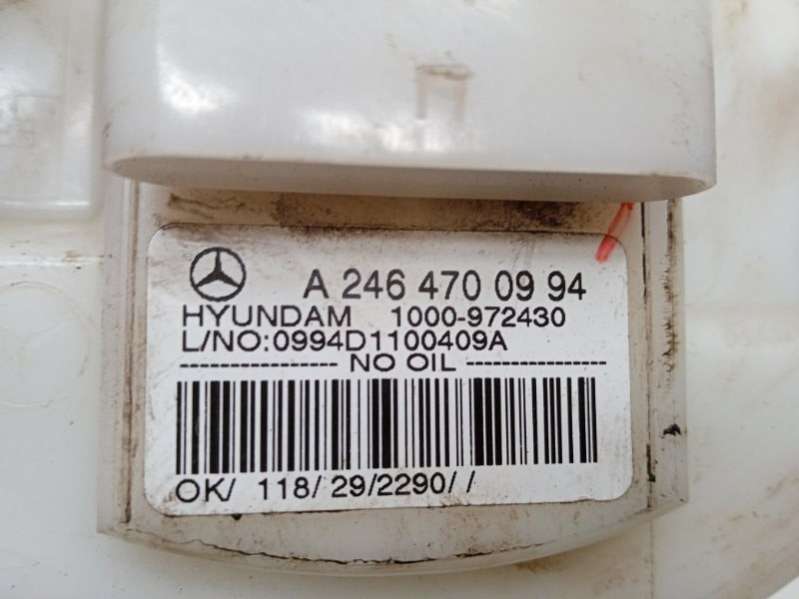 A 246 470 09 94
HYUNDAM 1000-972430
L/NO:0994D1100409A
----------------- NO OIL -----------------
OK/ 118/ 29/2290/ /